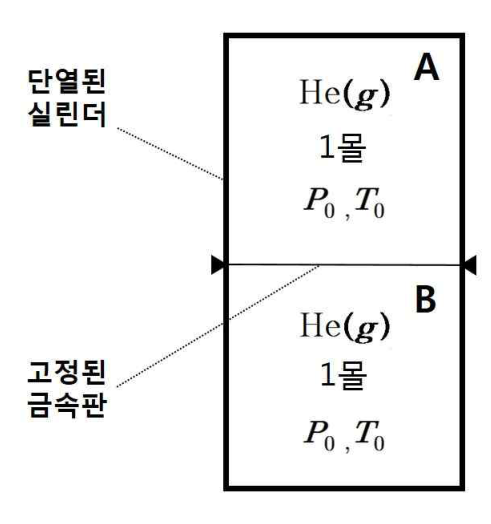 단열된
실린더
A
He(g)
1몰
P₀ , T₀
B
He(g)
1몰
P₀ , T₀
고정된
금속판